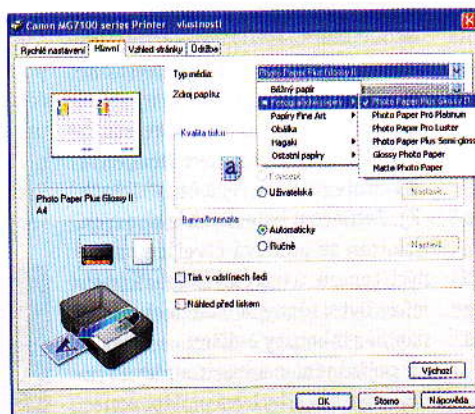 Canon MG7100 series Printer - vlastnosti
Rychlé nastavení Hlavní Vzhled stránky Údržba
Typ média: Photo Paper Plus Glossy II
Zdroj papíru:
Běžný papír
Fotografické papíry
Papíry Fine Art
Obálka
Hagaki
Ostatní papíry
Photo Paper Plus Glossy II
Photo Paper Pro Platinum
Photo Paper Pro Luster
Photo Paper Plus Semi-gloss
Glossy Photo Paper
Matte Photo Paper
Kvalita tisku
Uživatelská
Nastavit...
Photo Paper Plus Glossy II
A4
Barva/Intenzita
Automaticky
Ručně
Nastavit...
Tisk v odstínech šedi
Náhled před tiskem
Výchozí
OK Storno Nápověda